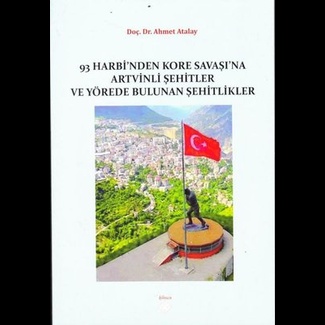 Doç. Dr. Ahmet Atalay
93 HARBİ'NDEN KORE SAVAŞI'NA
ARTVİNLİ ŞEHİTLER
VE YÖREDE BULUNAN ŞEHİTLİKLER